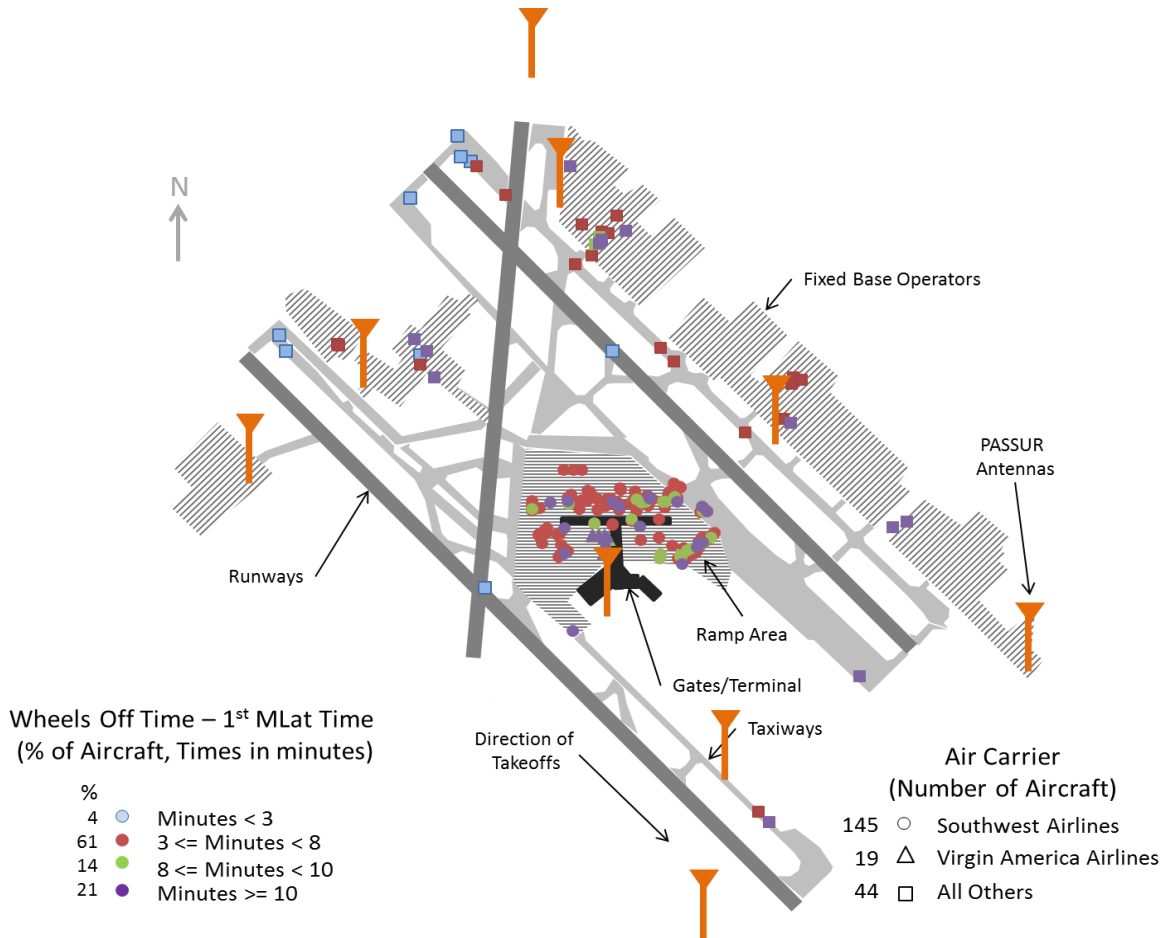 N
Fixed Base Operators
PASSUR
Antennas
Runways
Ramp Area
Gates/Terminal
Taxiways
Direction of
Takeoffs
Wheels Off Time – 1st MLat Time
(% of Aircraft, Times in minutes)
%
4 Minutes < 3
61 3 <= Minutes < 8
14 8 <= Minutes < 10
21 Minutes >= 10
Air Carrier
(Number of Aircraft)
145 Southwest Airlines
19 Virgin America Airlines
44 All Others